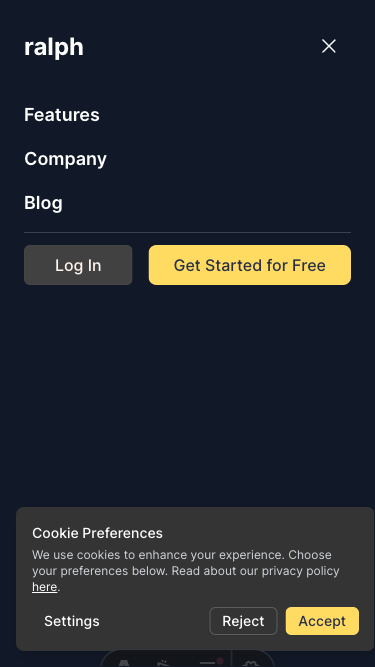 ralph
Features
Company
Blog
Log In
Get Started for Free
Cookie Preferences
We use cookies to enhance your experience. Choose
your preferences below. Read about our privacy policy
here.
Settings
Reject
Accept